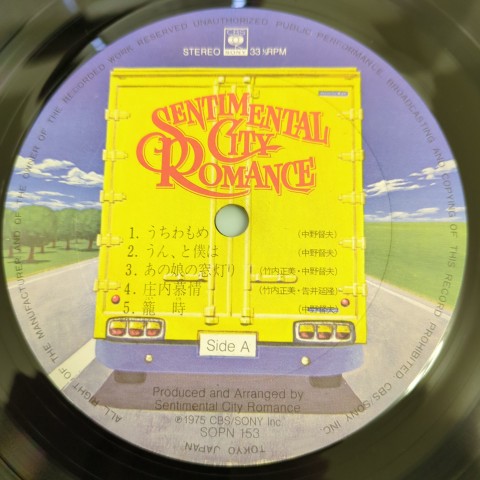 ALL RIGHT OF THE MANUFACTURER AND OF THE OWNER OF THE RECORDED WORK RESERVED UNAUTHORIZED PUBLIC PERFORMANCE BROADCASTING AND COPYING OF THIS RECORD PROHIBITED CBS/SONY INC. TOKYO JAPAN
SONY
STEREO 33⅓RPM
SENTIMENTAL
CITY
ROMANCE
1. うちわもめ (中野督夫)
2. うん、と僕は (中野督夫)
3. あの娘の窓灯り (竹内正美・中野督夫)
4. 庄内慕情 (竹内正美・告井延隆)
5. 籠時 (中野督夫)
Side A
Produced and Arranged by
Sentimental City Romance
℗1975 CBS/SONY Inc
SOPN 153